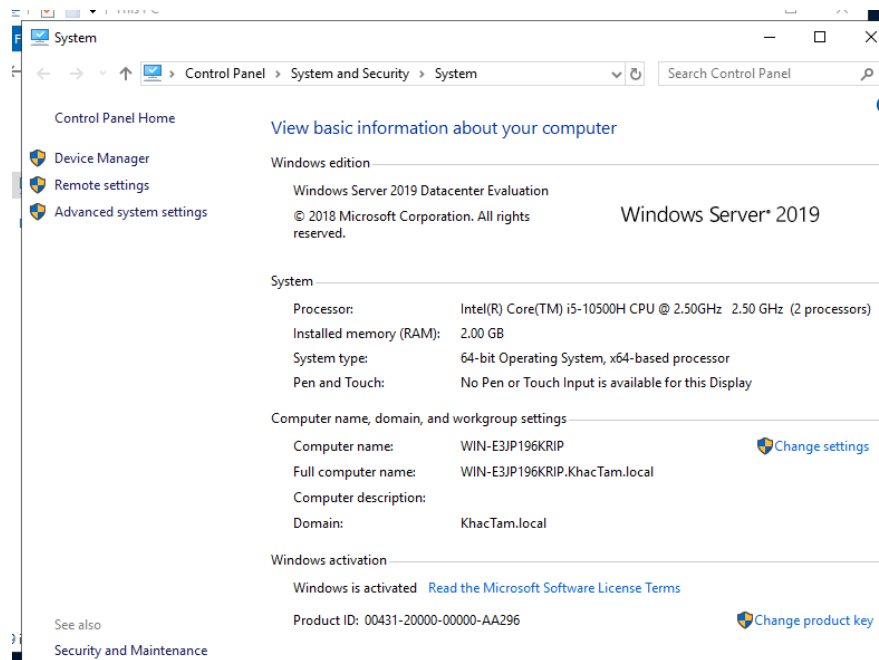 This PC
System
Control Panel > System and Security > System
Search Control Panel
Control Panel Home
Device Manager
Remote settings
Advanced system settings
View basic information about your computer
Windows edition
Windows Server 2019 Datacenter Evaluation
© 2018 Microsoft Corporation. All rights
reserved.
Windows Server® 2019
System
Processor: Intel(R) Core(TM) i5-10500H CPU @ 2.50GHz 2.50 GHz (2 processors)
Installed memory (RAM): 2.00 GB
System type: 64-bit Operating System, x64-based processor
Pen and Touch: No Pen or Touch Input is available for this Display
Computer name, domain, and workgroup settings
Computer name: WIN-E3JP196KRIP
Change settings
Full computer name: WIN-E3JP196KRIP.KhacTam.local
Computer description:
Domain: KhacTam.local
Windows activation
Windows is activated Read the Microsoft Software License Terms
Product ID: 00431-20000-00000-AA296
Change product key
See also
Security and Maintenance